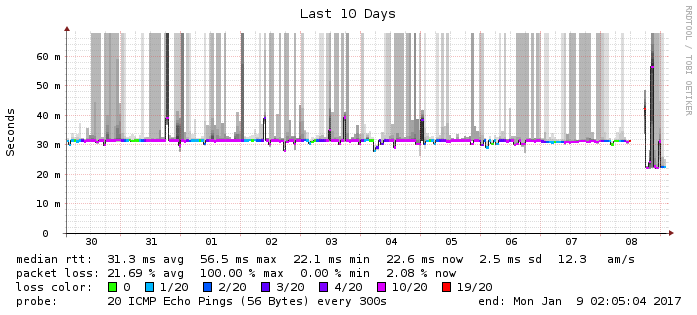 Last 10 Days
RRDTOOL / TOBI OETIKER
Seconds
60 m
50 m
40 m
30 m
20 m
10 m
0
30 31 01 02 03 04 05 06 07 08
median rtt: 31.3 ms avg 56.5 ms max 22.1 ms min 22.6 ms now 2.5 ms sd 12.3 am/s
packet loss: 21.69 % avg 100.00 % max 0.00 % min 2.08 % now
loss color: 0 1/20 2/20 3/20 4/20 10/20 19/20
probe: 20 ICMP Echo Pings (56 Bytes) every 300s end: Mon Jan 9 02:05:04 2017